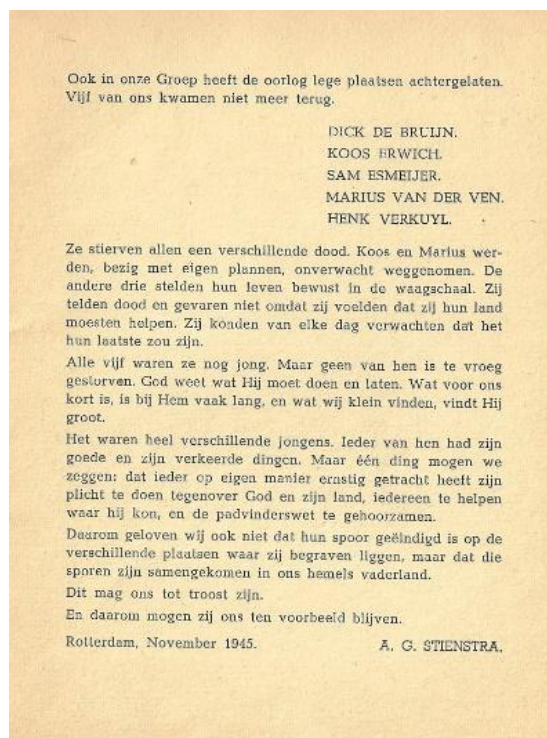 Ook in onze Groep heeft de oorlog lege plaatsen achtergelaten.
Vijf van ons kwamen niet meer terug.
DICK DE BRUIJN.
KOOS ERWICH.
SAM ESMEIJER.
MARIUS VAN DER VEN.
HENK VERKUYL.
Ze stierven allen een verschillende dood. Koos en Marius wer-
den, bezig met eigen plannen, onverwacht weggenomen. De
andere drie stelden hun leven bewust in de waagschaal. Zij
telden dood en gevaren niet omdat zij voelden dat zij hun land
moesten helpen. Zij konden van elke dag verwachten dat het
hun laatste zou zijn.
Alle vijf waren ze nog jong. Maar geen van hen is te vroeg
gestorven. God weet wat Hij moet doen en laten. Wat voor ons
kort is, is bij Hem vaak lang, en wat wij klein vinden, vindt Hij
groot.
Het waren heel verschillende jongens. Ieder van hen had zijn
goede en zijn verkeerde dingen. Maar één ding mogen we
zeggen: dat ieder op eigen manier ernstig getracht heeft zijn
plicht te doen tegenover God en zijn land, iedereen te helpen
waar hij kon, en de padvinderswet te gehoorzamen.
Daarom geloven wij ook niet dat hun spoor geëindigd is op de
verschillende plaatsen waar zij begraven liggen, maar dat die
sporen zijn samengekomen in ons hemels vaderland.
Dit mag ons tot troost zijn.
En daarom mogen zij ons ten voorbeeld blijven.
Rotterdam, November 1945. A. G. STIENSTRA.